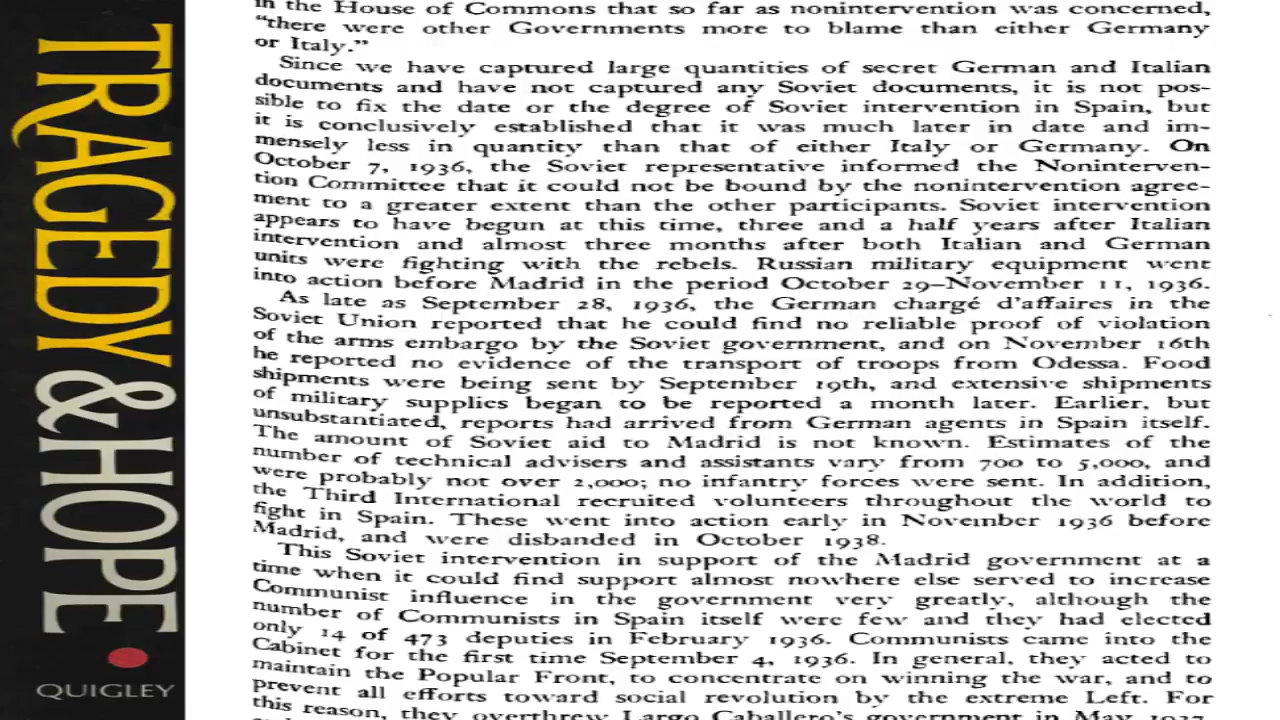 TRAGEDY & HOPE
QUIGLEY
in the House of Commons that so far as nonintervention was concerned,
“there were other Governments more to blame than either Germany
or Italy.”
Since we have captured large quantities of secret German and Italian
documents and have not captured any Soviet documents, it is not pos-
sible to fix the date or the degree of Soviet intervention in Spain, but
it is conclusively established that it was much later in date and im-
mensely less in quantity than that of either Italy or Germany. On
October 7, 1936, the Soviet representative informed the Noninterven-
tion Committee that it could not be bound by the nonintervention agree-
ment to a greater extent than the other participants. Soviet intervention
appears to have begun at this time, three and a half years after Italian
intervention and almost three months after both Italian and German
units were fighting with the rebels. Russian military equipment went
into action before Madrid in the period October 29–November 11, 1936.
As late as September 28, 1936, the German chargé d’affaires in the
Soviet Union reported that he could find no reliable proof of violation
of the arms embargo by the Soviet government, and on November 16th
he reported no evidence of the transport of troops from Odessa. Food
shipments were being sent by September 19th, and extensive shipments
of military supplies began to be reported a month later. Earlier, but
unsubstantiated, reports had arrived from German agents in Spain itself.
The amount of Soviet aid to Madrid is not known. Estimates of the
number of technical advisers and assistants vary from 700 to 5,000, and
were probably not over 2,000; no infantry forces were sent. In addition,
the Third International recruited volunteers throughout the world to
fight in Spain. These went into action early in November 1936 before
Madrid, and were disbanded in October 1938.
This Soviet intervention in support of the Madrid government at a
time when it could find support almost nowhere else served to increase
Communist influence in the government very greatly, although the
number of Communists in Spain itself were few and they had elected
only 14 of 473 deputies in February 1936. Communists came into the
Cabinet for the first time September 4, 1936. In general, they acted to
maintain the Popular Front, to concentrate on winning the war, and to
prevent all efforts toward social revolution by the extreme Left. For
this reason, they overthrew Largo Caballero’s government in May 1937